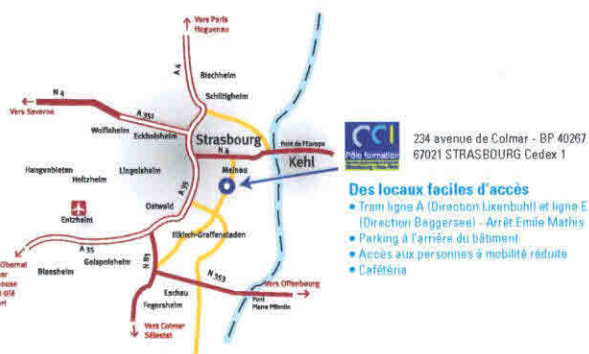 Vers Paris
Haguenau
A 4
Bischheim
Schiltigheim
N 4
Vers Saverne
A 351
Wolfisheim
Eckbolsheim
Strasbourg
N 4
Pont de l'Europe
Kehl
Hangenbieten
Holtzheim
Lingolsheim
Meinau
A 35
Entzheim
Ostwald
Illkirch-Graffenstaden
A 35
Geispolsheim
Blaesheim
N 83
N 353
Vers Offenbourg
Eschau
Fegersheim
Pont
Pierre Pflimlin
Vers Colmar
Sélestat
Obernai
CCI
Pôle formation
234 avenue de Colmar - BP 40267
67021 STRASBOURG Cedex 1
Des locaux faciles d'accès
• Tram ligne A (Direction Lixenbuhl) et ligne E
(Direction Baggersee) - Arrêt Emile Mathis
• Parking à l'arrière du bâtiment
• Accès aux personnes à mobilité réduite
• Cafétéria